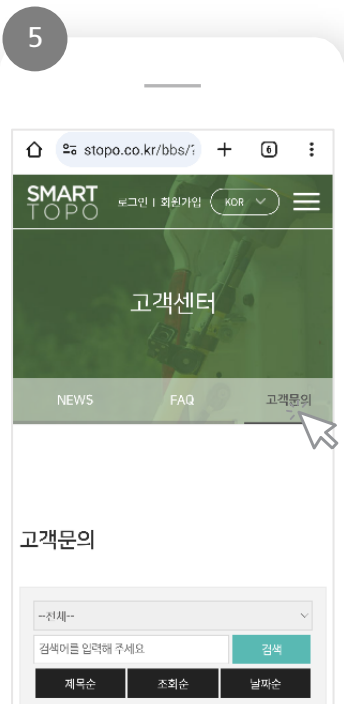 5
stopo.co.kr/bbs/?
6
SMART
TOPO
로그인 | 회원가입
KOR
고객센터
NEWS
FAQ
고객문의
고객문의
--전체--
검색어를 입력해 주세요
검색
제목순
조회순
날짜순